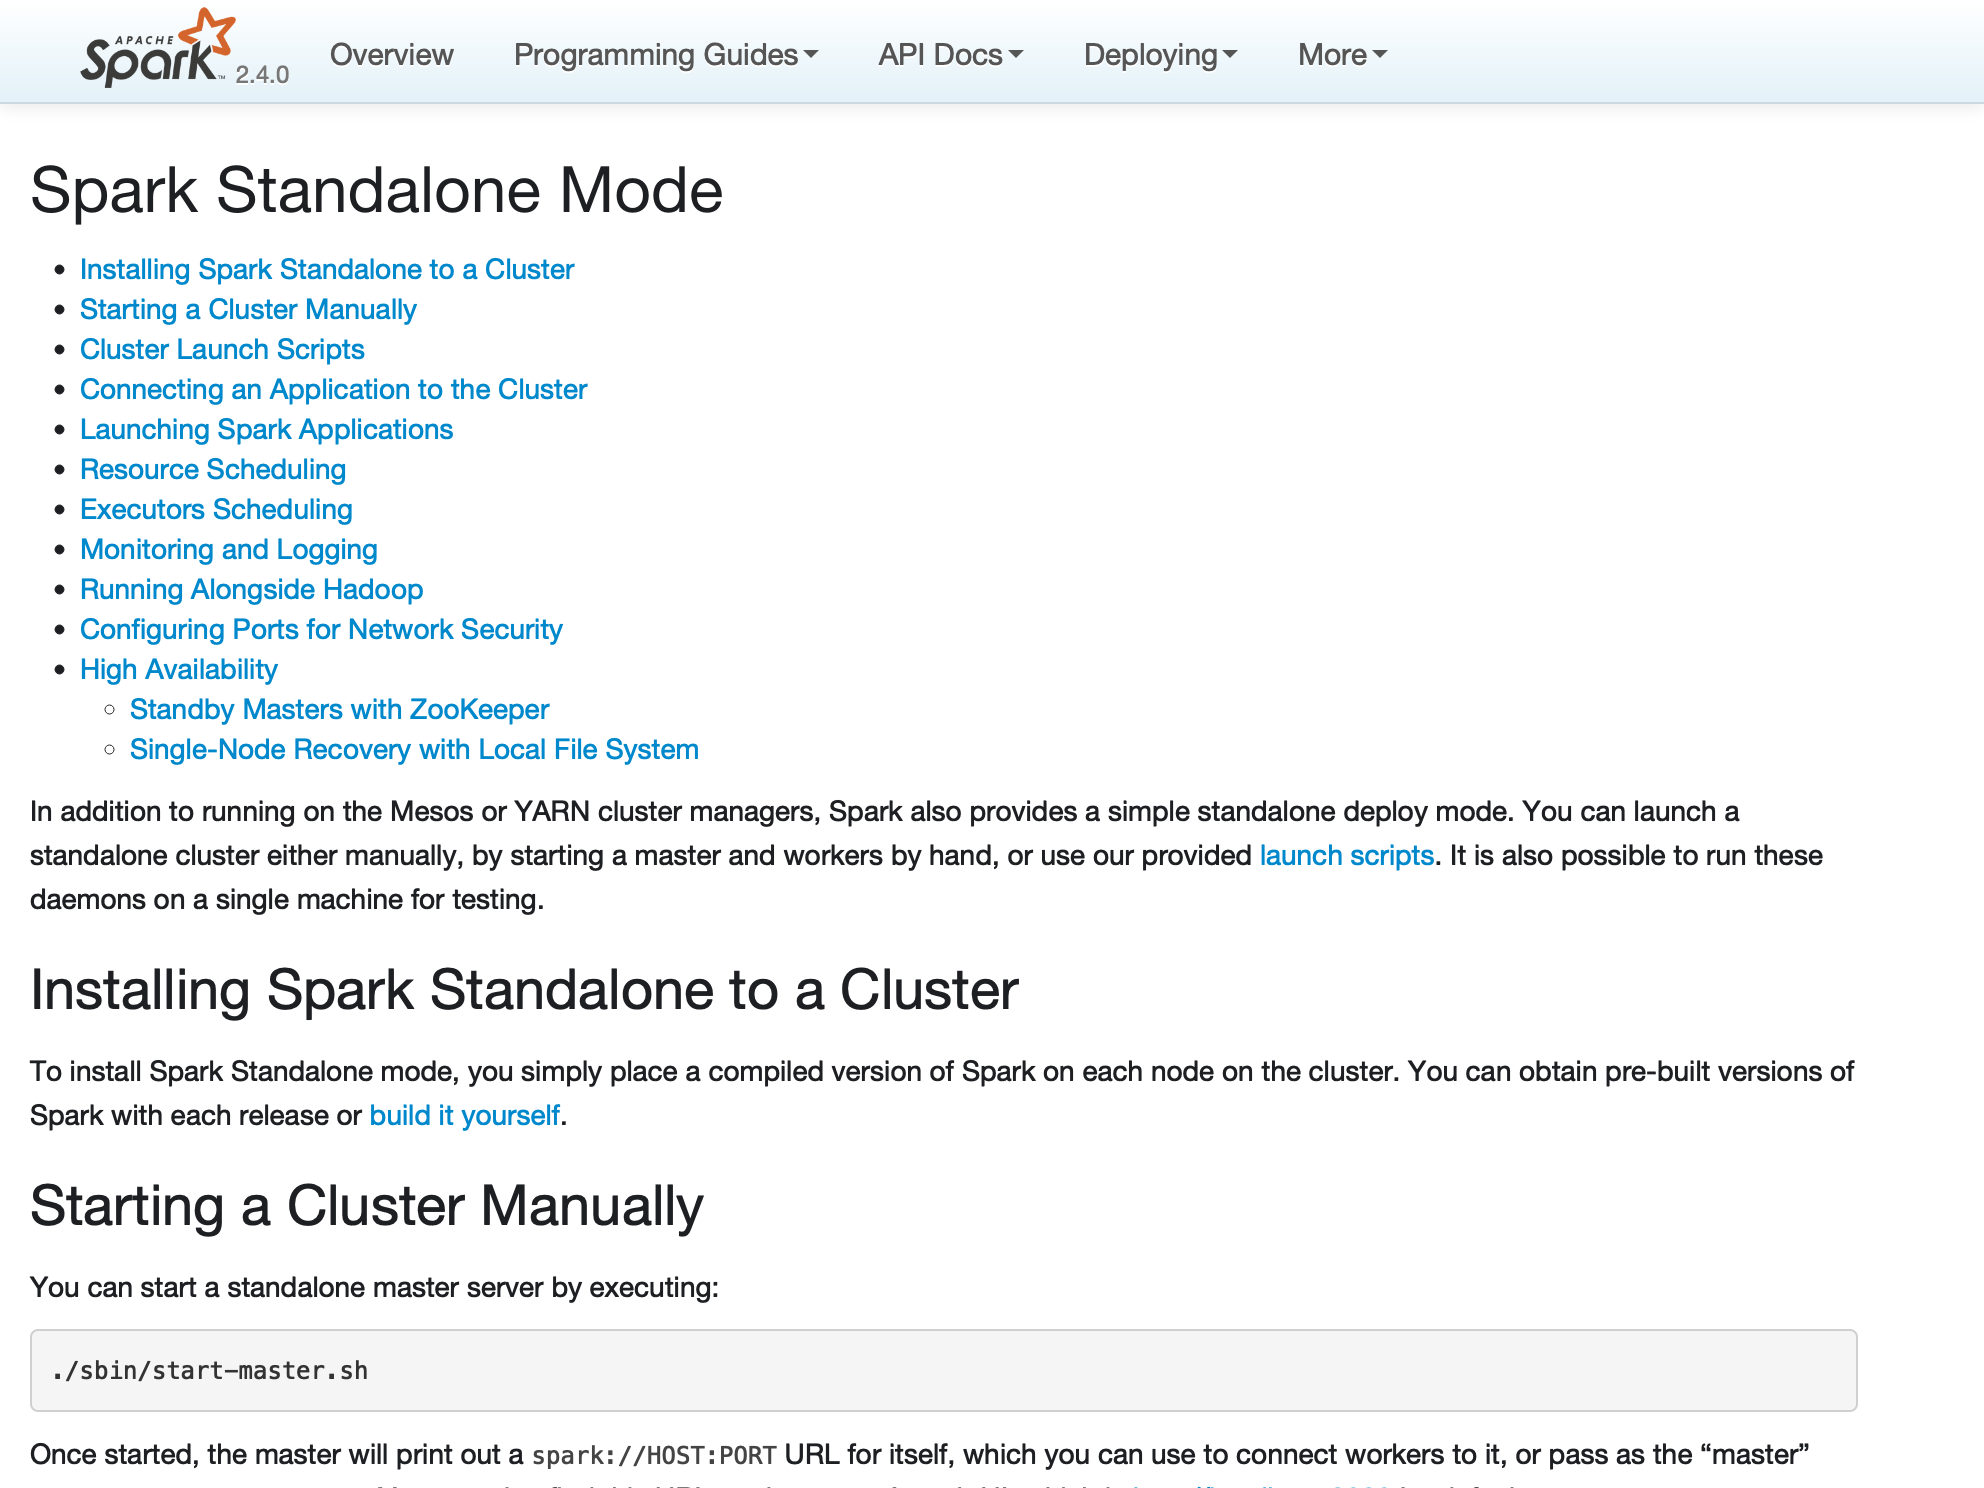 APACHE Spark™ 2.4.0 Overview Programming Guides API Docs Deploying More
Spark Standalone Mode
Installing Spark Standalone to a Cluster
Starting a Cluster Manually
Cluster Launch Scripts
Connecting an Application to the Cluster
Launching Spark Applications
Resource Scheduling
Executors Scheduling
Monitoring and Logging
Running Alongside Hadoop
Configuring Ports for Network Security
High Availability
Standby Masters with ZooKeeper
Single-Node Recovery with Local File System
In addition to running on the Mesos or YARN cluster managers, Spark also provides a simple standalone deploy mode. You can launch a
standalone cluster either manually, by starting a master and workers by hand, or use our provided launch scripts. It is also possible to run these
daemons on a single machine for testing.
Installing Spark Standalone to a Cluster
To install Spark Standalone mode, you simply place a compiled version of Spark on each node on the cluster. You can obtain pre-built versions of
Spark with each release or build it yourself.
Starting a Cluster Manually
You can start a standalone master server by executing:
./sbin/start-master.sh
Once started, the master will print out a spark://HOST:PORT URL for itself, which you can use to connect workers to it, or pass as the “master”